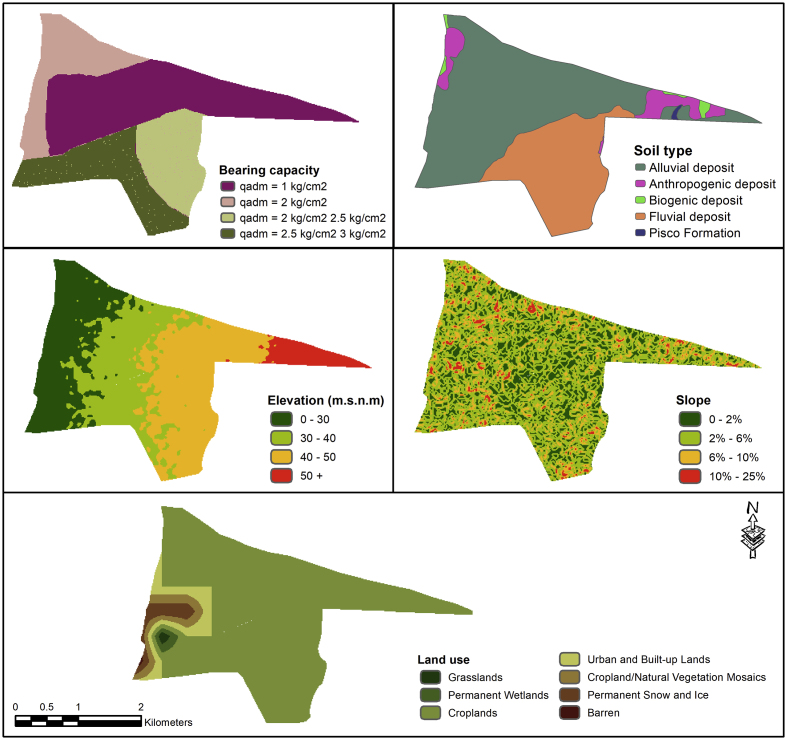 Bearing capacity
qadm = 1 kg/cm2
qadm = 2 kg/cm2
qadm = 2 kg/cm2 2.5 kg/cm2
qadm = 2.5 kg/cm2 3 kg/cm2
Soil type
Alluvial deposit
Anthropogenic deposit
Biogenic deposit
Fluvial deposit
Pisco Formation
Elevation (m.s.n.m)
0 - 30
30 - 40
40 - 50
50 +
Slope
0 - 2%
2% - 6%
6% - 10%
10% - 25%
N
Land use
Grasslands
Permanent Wetlands
Croplands
Urban and Built-up Lands
Cropland/Natural Vegetation Mosaics
Permanent Snow and Ice
Barren
0 0.5 1 2
Kilometers